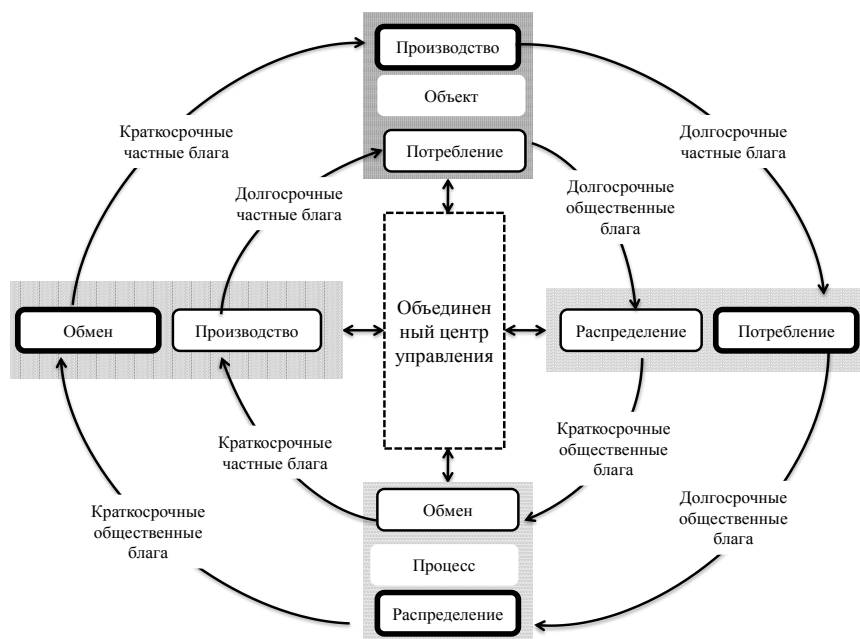 Производство
Объект
Потребление
Краткосрочные
частные блага
Долгосрочные
частные блага
Долгосрочные
частные блага
Долгосрочные
общественные
блага
Обмен
Производство
Объединен
ный центр
управления
Распределение
Потребление
Краткосрочные
частные блага
Краткосрочные
общественные
блага
Краткосрочные
общественные
блага
Долгосрочные
общественные
блага
Обмен
Процесс
Распределение